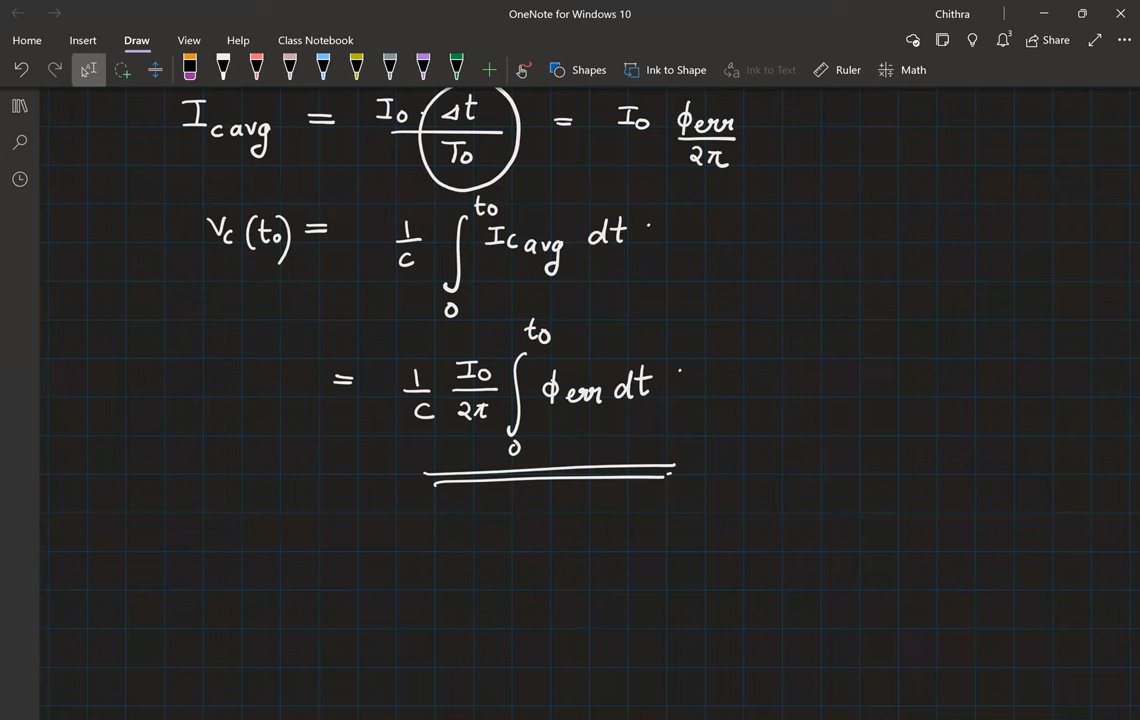 OneNote for Windows 10
Chithra
Home Insert Draw View Help Class Notebook
Share
Shapes Ink to Shape Ink to Text Ruler Math
I_c avg = I_0 · Δt / T_0 = I_0 ϕ_err / 2π
V_c (t_0) = 1/C ∫_0^t_0 I_c avg dt ·
= 1/C I_0/2π ∫_0^t_0 ϕ_err dt ·